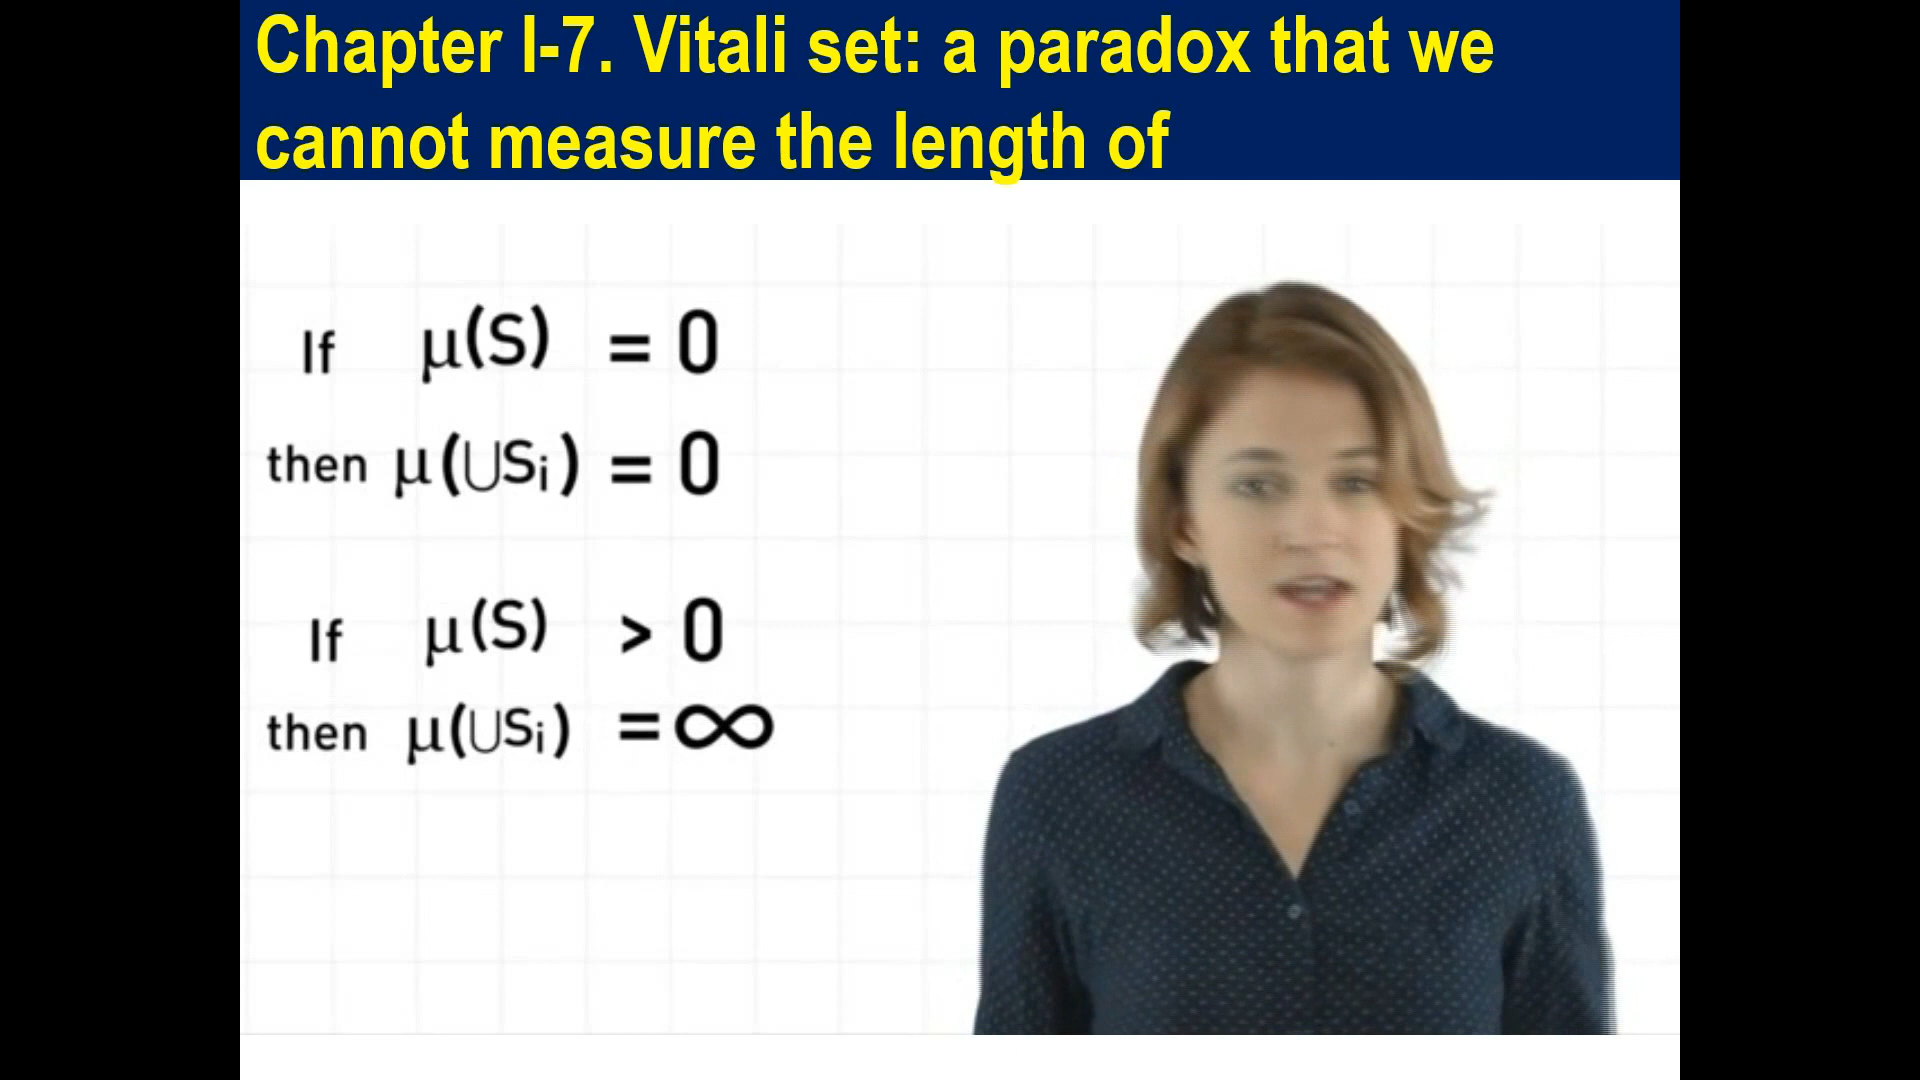 Chapter I-7. Vitali set: a paradox that we
cannot measure the length of
If μ(S) = 0
then μ(∪Si) = 0
If μ(S) > 0
then μ(∪Si) = ∞